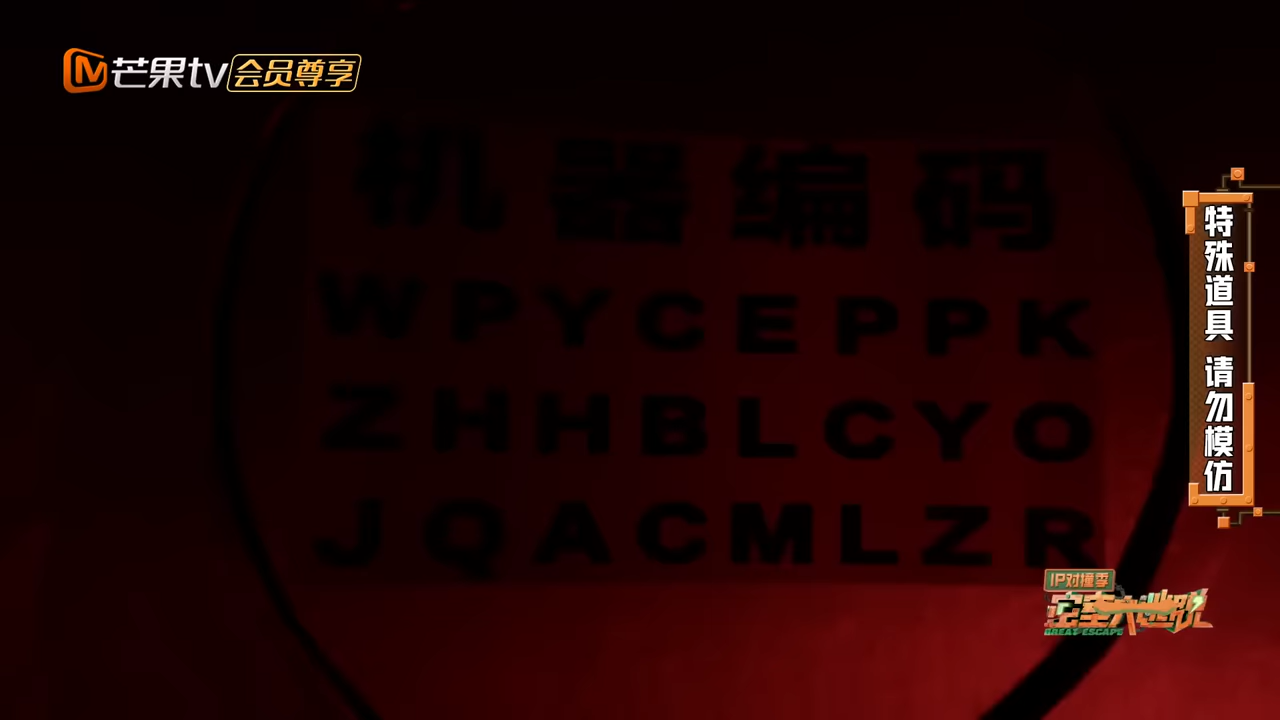 芒果tv会员尊享
机器编码
WPYCEPPK
ZHHBLCYO
JQACMLZR
特殊道具 请勿模仿
IP对撞季
密室大逃脱
GREAT ESCAPE